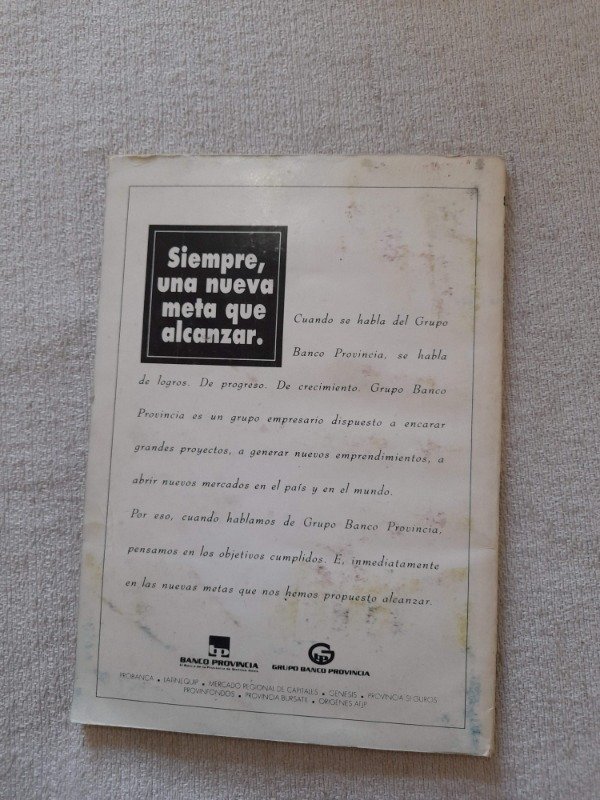 Siempre,
una nueva
meta que
alcanzar.
Cuando se habla del Grupo
Banco Provincia, se habla
de logros. De progreso. De crecimiento. Grupo Banco
Provincia es un grupo empresario dispuesto a encarar
grandes proyectos, a generar nuevos emprendimientos, a
abrir nuevos mercados en el país y en el mundo.
Por eso, cuando hablamos de Grupo Banco Provincia,
pensamos en los objetivos cumplidos. E, inmediatamente
en las nuevas metas que nos hemos propuesto alcanzar.
BANCO PROVINCIA
GRUPO BANCO PROVINCIA
PROBANCA • LAFINEQUIP • MERCADO REGIONAL DE CAPITALES • GENESIS • PROVINCIA SEGUROS
PROVINFONDOS • PROVINCIA BURSATIL • ORIGENES AFJP